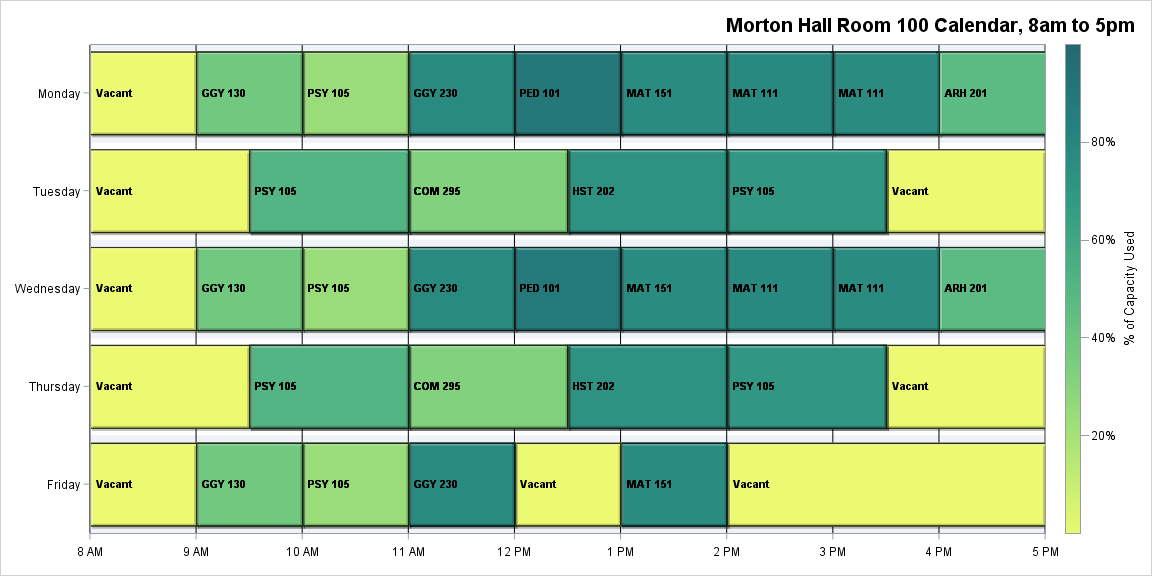 Morton Hall Room 100 Calendar, 8am to 5pm
Monday
Vacant
GGY 130
PSY 105
GGY 230
PED 101
MAT 151
MAT 111
MAT 111
ARH 201
Tuesday
Vacant
PSY 105
COM 295
HST 202
PSY 105
Vacant
Wednesday
Vacant
GGY 130
PSY 105
GGY 230
PED 101
MAT 151
MAT 111
MAT 111
ARH 201
Thursday
Vacant
PSY 105
COM 295
HST 202
PSY 105
Vacant
Friday
Vacant
GGY 130
PSY 105
GGY 230
Vacant
MAT 151
Vacant
8 AM
9 AM
10 AM
11 AM
12 PM
1 PM
2 PM
3 PM
4 PM
5 PM
80%
60%
40%
20%
% of Capacity Used